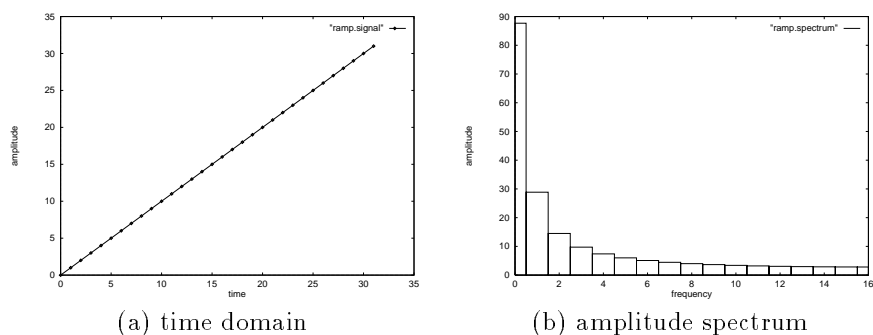 "ramp.signal"
amplitude
35
30
25
20
15
10
5
0
0 5 10 15 20 25 30 35
time
(a) time domain
"ramp.spectrum"
amplitude
90
80
70
60
50
40
30
20
10
0
0 2 4 6 8 10 12 14 16
frequency
(b) amplitude spectrum